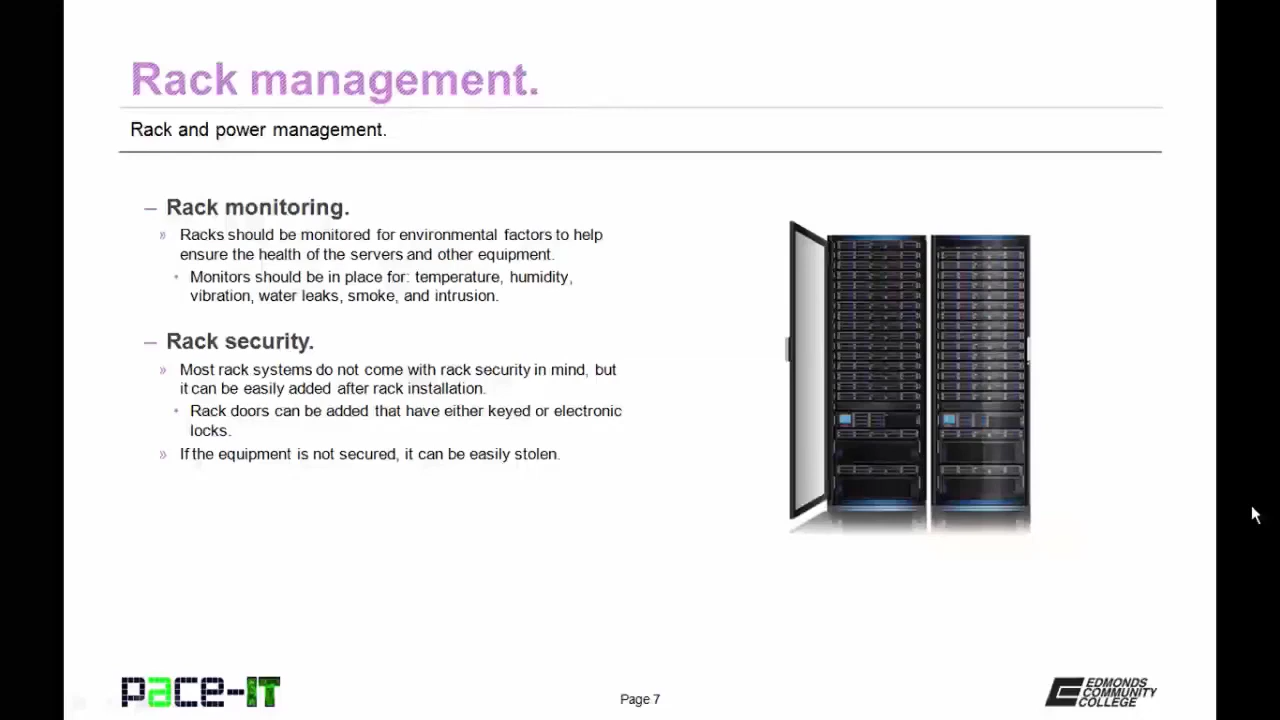 Rack management.
Rack and power management.
– Rack monitoring.
» Racks should be monitored for environmental factors to help
ensure the health of the servers and other equipment.
• Monitors should be in place for: temperature, humidity,
vibration, water leaks, smoke, and intrusion.
– Rack security.
» Most rack systems do not come with rack security in mind, but
it can be easily added after rack installation.
• Rack doors can be added that have either keyed or electronic
locks.
» If the equipment is not secured, it can be easily stolen.
pace-IT
Page 7
EDMONDS
COMMUNITY
COLLEGE